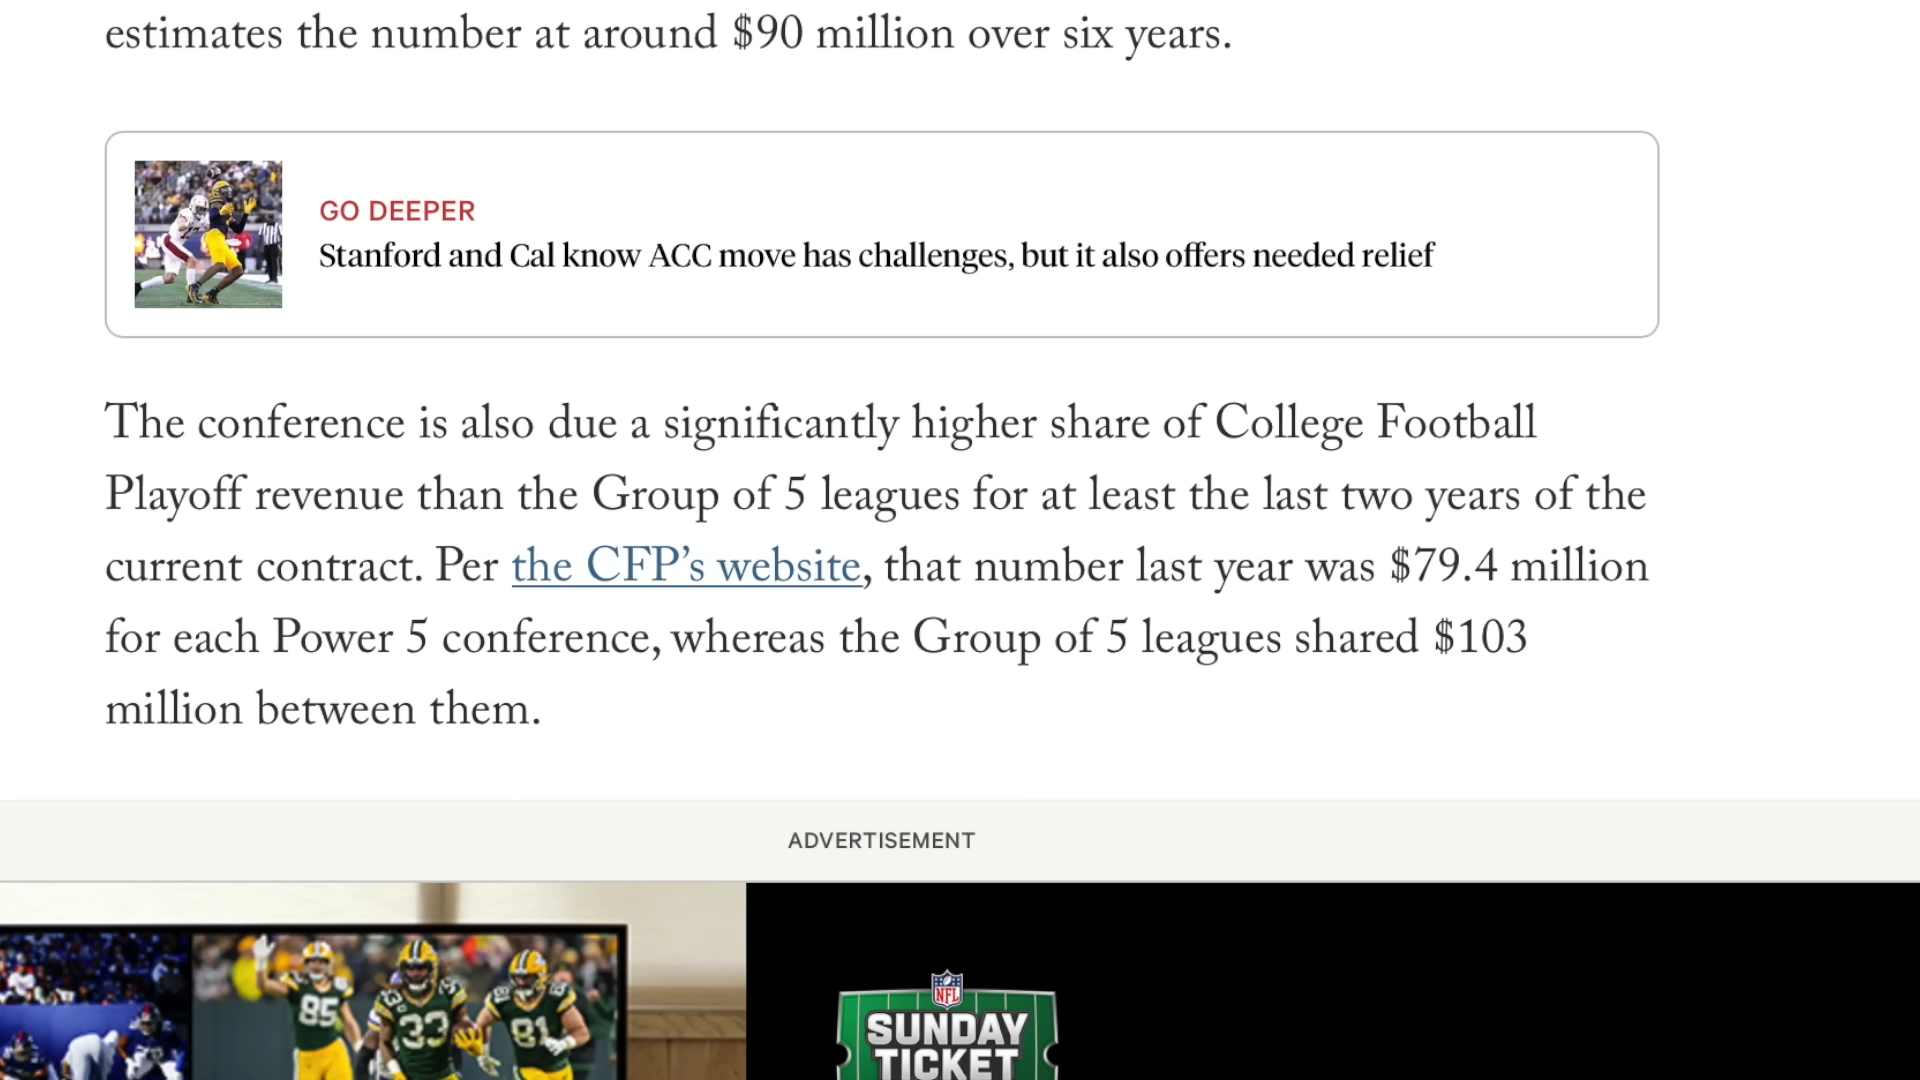 estimates the number at around $90 million over six years.
GO DEEPER
Stanford and Cal know ACC move has challenges, but it also offers needed relief
The conference is also due a significantly higher share of College Football
Playoff revenue than the Group of 5 leagues for at least the last two years of the
current contract. Per the CFP’s website, that number last year was $79.4 million
for each Power 5 conference, whereas the Group of 5 leagues shared $103
million between them.
ADVERTISEMENT
85
33
81
NFL
SUNDAY
TICKET